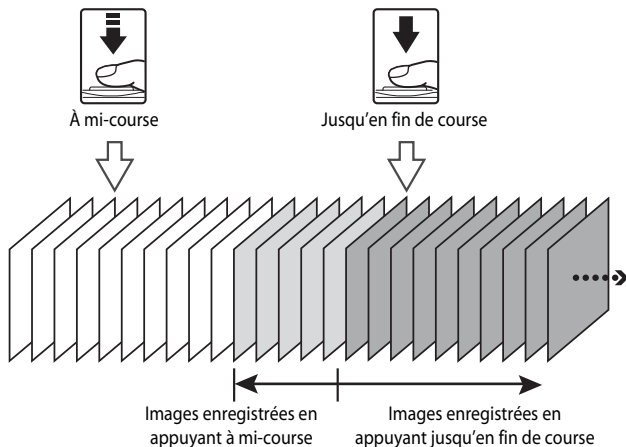 À mi-course
Jusqu’en fin de course
Images enregistrées en
appuyant à mi-course
Images enregistrées en
appuyant jusqu’en fin de course